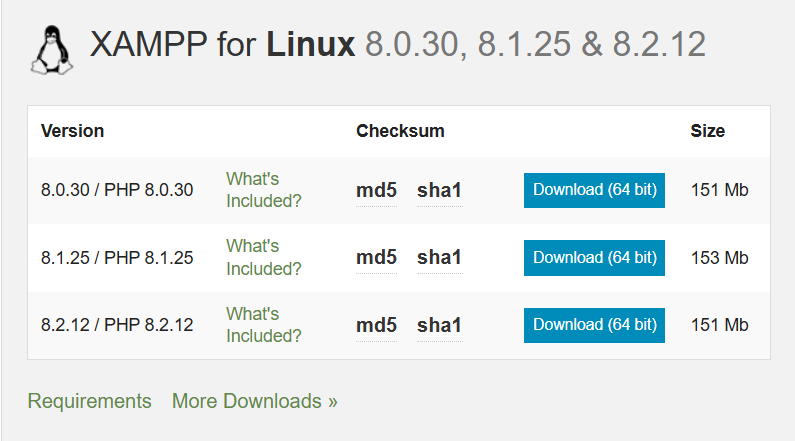 XAMPP for Linux 8.0.30, 8.1.25 & 8.2.12
Version Checksum Size
8.0.30 / PHP 8.0.30 What's Included? md5 sha1 Download (64 bit) 151 Mb
8.1.25 / PHP 8.1.25 What's Included? md5 sha1 Download (64 bit) 153 Mb
8.2.12 / PHP 8.2.12 What's Included? md5 sha1 Download (64 bit) 151 Mb
Requirements More Downloads »